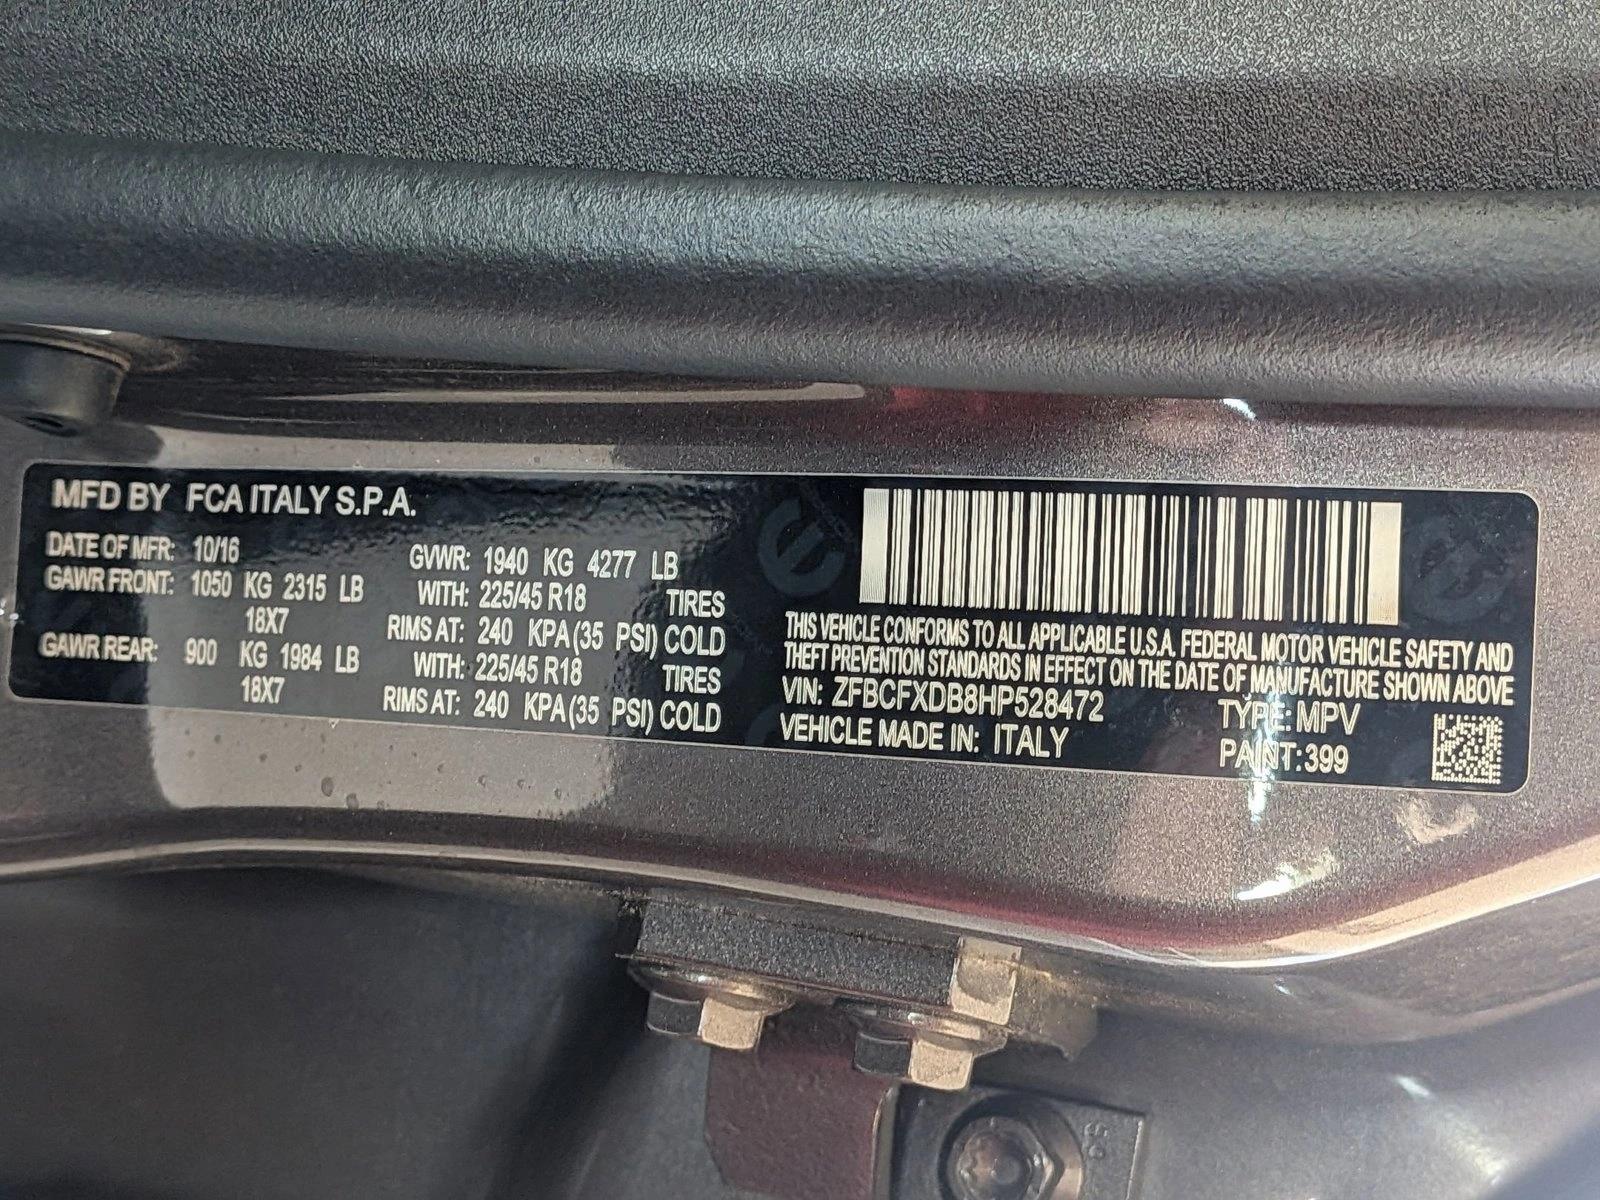 MFD BY FCA ITALY S.P.A.
DATE OF MFR: 10/16
GVWR: 1940 KG 4277 LB
GAWR FRONT: 1050 KG 2315 LB WITH: 225/45 R18 TIRES
18X7 RIMS AT: 240 KPA (35 PSI) COLD
GAWR REAR: 900 KG 1984 LB WITH: 225/45 R18 TIRES
18X7 RIMS AT: 240 KPA (35 PSI) COLD
THIS VEHICLE CONFORMS TO ALL APPLICABLE U.S.A. FEDERAL MOTOR VEHICLE SAFETY AND
THEFT PREVENTION STANDARDS IN EFFECT ON THE DATE OF MANUFACTURE SHOWN ABOVE
VIN: ZFBCFXDB8HP528472 TYPE: MPV
VEHICLE MADE IN: ITALY PAINT: 399